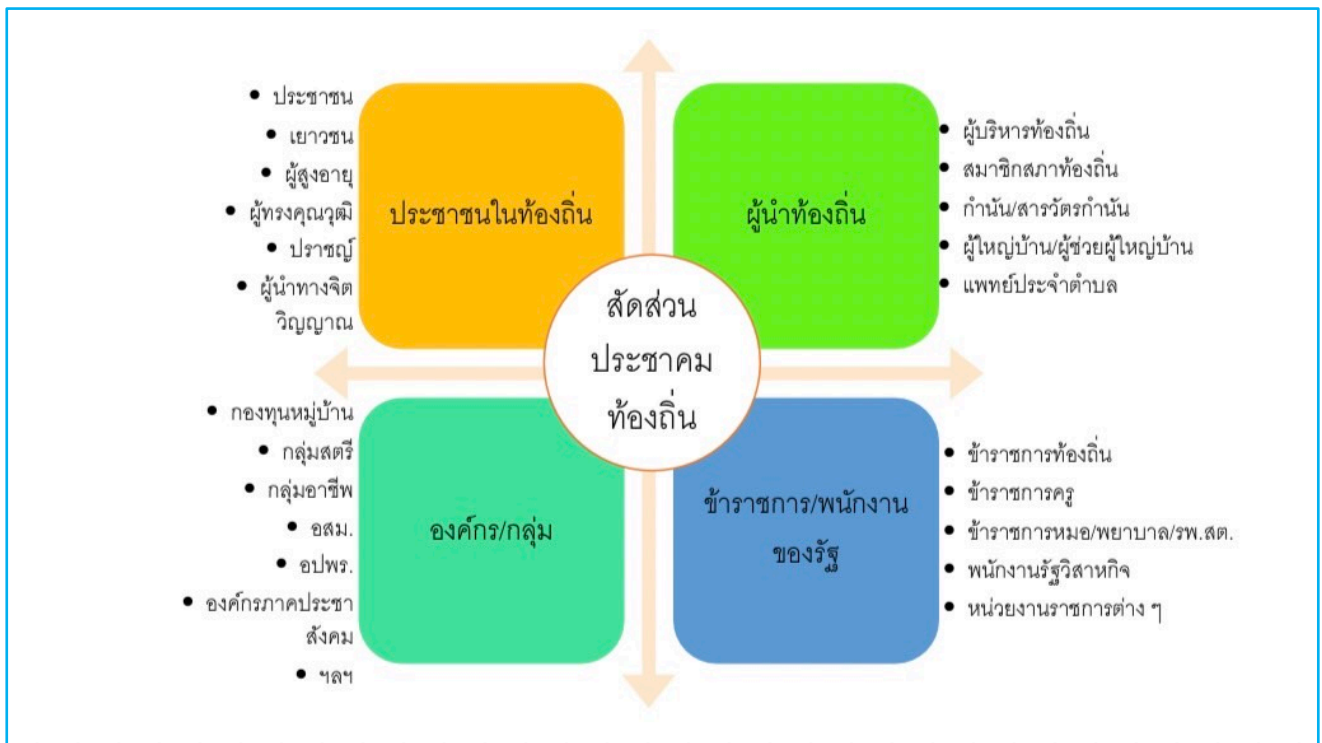 • ประชาชน
• เยาวชน
• ผู้สูงอายุ
• ผู้ทรงคุณวุฒิ
• ปราชญ์
• ผู้นำทางจิต
วิญญาณ
ประชาชนในท้องถิ่น
ผู้นำท้องถิ่น
• ผู้บริหารท้องถิ่น
• สมาชิกสภาท้องถิ่น
• กำนัน/สารวัตรกำนัน
• ผู้ใหญ่บ้าน/ผู้ช่วยผู้ใหญ่บ้าน
• แพทย์ประจำตำบล
สัดส่วน
ประชาคม
ท้องถิ่น
• กองทุนหมู่บ้าน
• กลุ่มสตรี
• กลุ่มอาชีพ
• อสม.
• อปพร.
• องค์กรภาคประชา
สังคม
• ฯลฯ
องค์กร/กลุ่ม
ข้าราชการ/พนักงาน
ของรัฐ
• ข้าราชการท้องถิ่น
• ข้าราชการครู
• ข้าราชการหมอ/พยาบาล/รพ.สต.
• พนักงานรัฐวิสาหกิจ
• หน่วยงานราชการต่าง ๆ